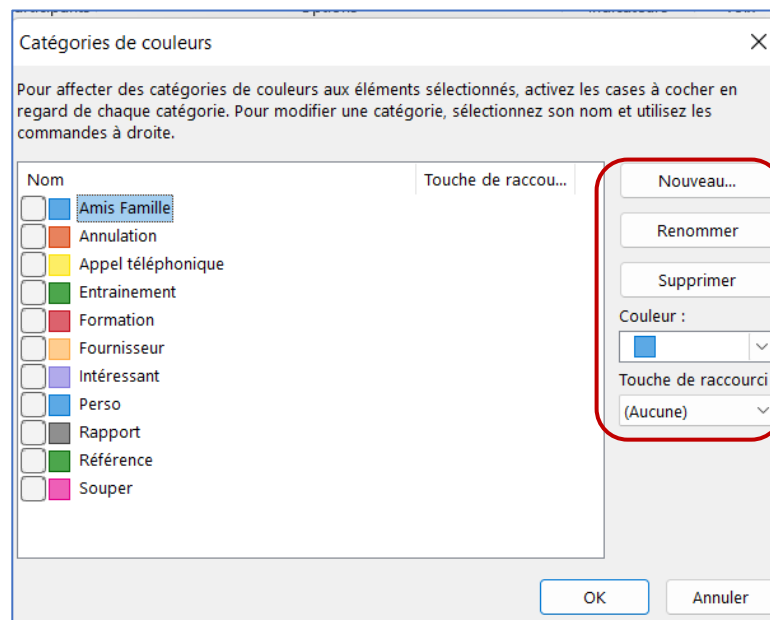 Catégories de couleurs
Pour affecter des catégories de couleurs aux éléments sélectionnés, activez les cases à cocher en
regard de chaque catégorie. Pour modifier une catégorie, sélectionnez son nom et utilisez les
commandes à droite.
Nom Touche de raccou...
Amis Famille
Annulation
Appel téléphonique
Entrainement
Formation
Fournisseur
Intéressant
Perso
Rapport
Référence
Souper
Nouveau...
Renommer
Supprimer
Couleur :
Touche de raccourci
(Aucune)
OK Annuler